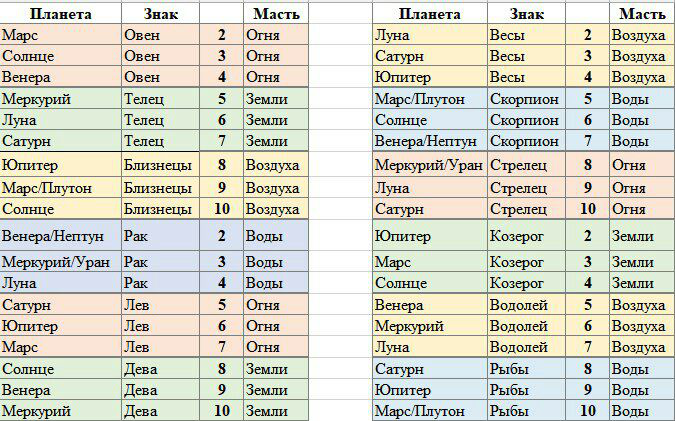 Планета Знак Масть
Марс Овен 2 Огня
Солнце Овен 3 Огня
Венера Овен 4 Огня
Меркурий Телец 5 Земли
Луна Телец 6 Земли
Сатурн Телец 7 Земли
Юпитер Близнецы 8 Воздуха
Марс/Плутон Близнецы 9 Воздуха
Солнце Близнецы 10 Воздуха
Венера/Нептун Рак 2 Воды
Меркурий/Уран Рак 3 Воды
Луна Рак 4 Воды
Сатурн Лев 5 Огня
Юпитер Лев 6 Огня
Марс Лев 7 Огня
Солнце Дева 8 Земли
Венера Дева 9 Земли
Меркурий Дева 10 Земли
Планета Знак Масть
Луна Весы 2 Воздуха
Сатурн Весы 3 Воздуха
Юпитер Весы 4 Воздуха
Марс/Плутон Скорпион 5 Воды
Солнце Скорпион 6 Воды
Венера/Нептун Скорпион 7 Воды
Меркурий/Уран Стрелец 8 Огня
Луна Стрелец 9 Огня
Сатурн Стрелец 10 Огня
Юпитер Козерог 2 Земли
Марс Козерог 3 Земли
Солнце Козерог 4 Земли
Венера Водолей 5 Воздуха
Меркурий Водолей 6 Воздуха
Луна Водолей 7 Воздуха
Сатурн Рыбы 8 Воды
Юпитер Рыбы 9 Воды
Марс/Плутон Рыбы 10 Воды